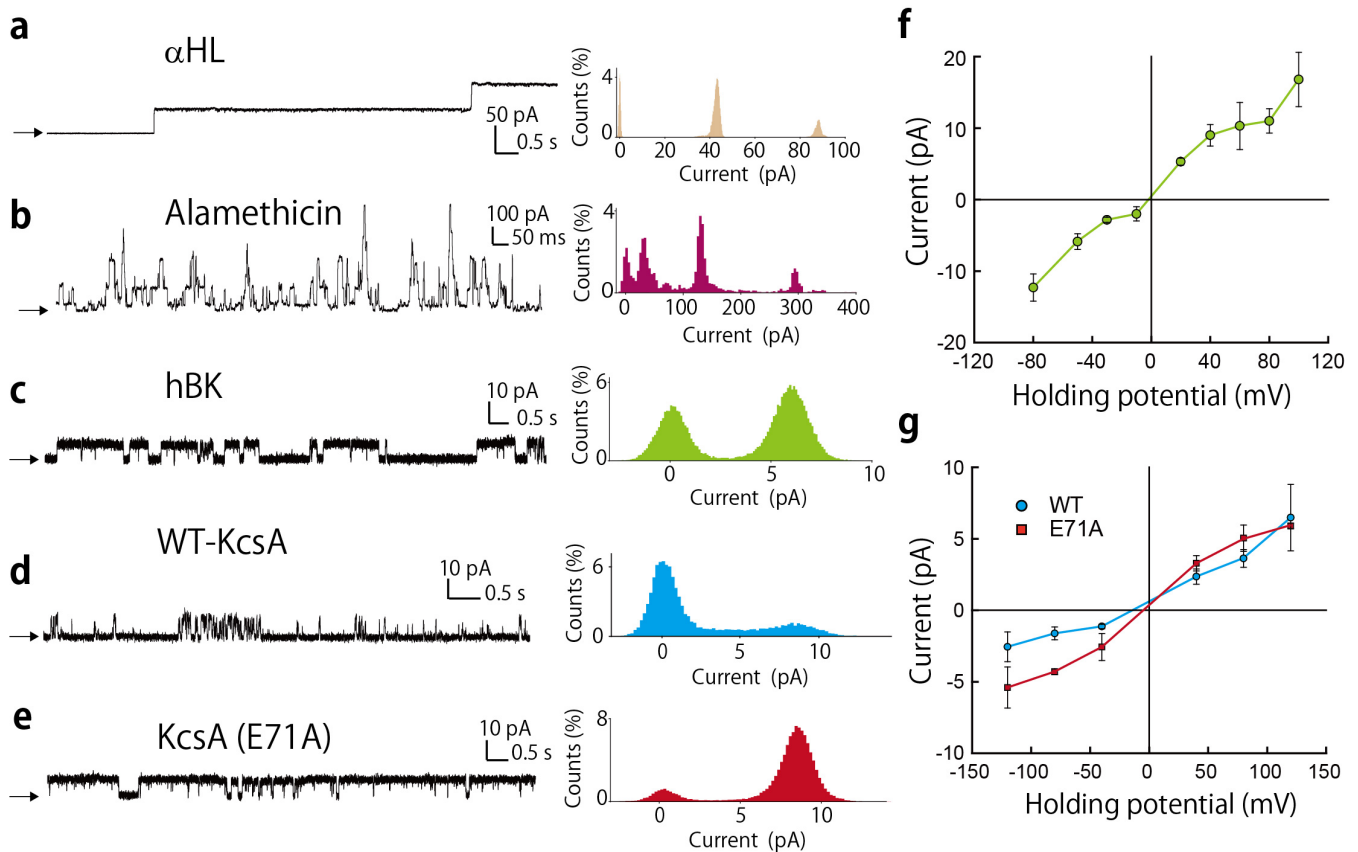 a
αHL
50 pA
0.5 s
Counts (%)
4
0
0 20 40 60 80 100
Current (pA)
b
Alamethicin
100 pA
50 ms
Counts (%)
4
0
0 100 200 300 400
Current (pA)
c
hBK
10 pA
0.5 s
Counts (%)
6
0
0 5 10
Current (pA)
d
WT-KcsA
10 pA
0.5 s
Counts (%)
6
0
0 5 10
Current (pA)
e
KcsA (E71A)
10 pA
0.5 s
Counts (%)
8
0
0 5 10
Current (pA)
f
Current (pA)
20
10
0
-10
-20
-120 -80 -40 0 40 80 120
Holding potential (mV)
g
WT
E71A
Current (pA)
10
5
0
-5
-10
-150 -100 -50 0 50 100 150
Holding potential (mV)